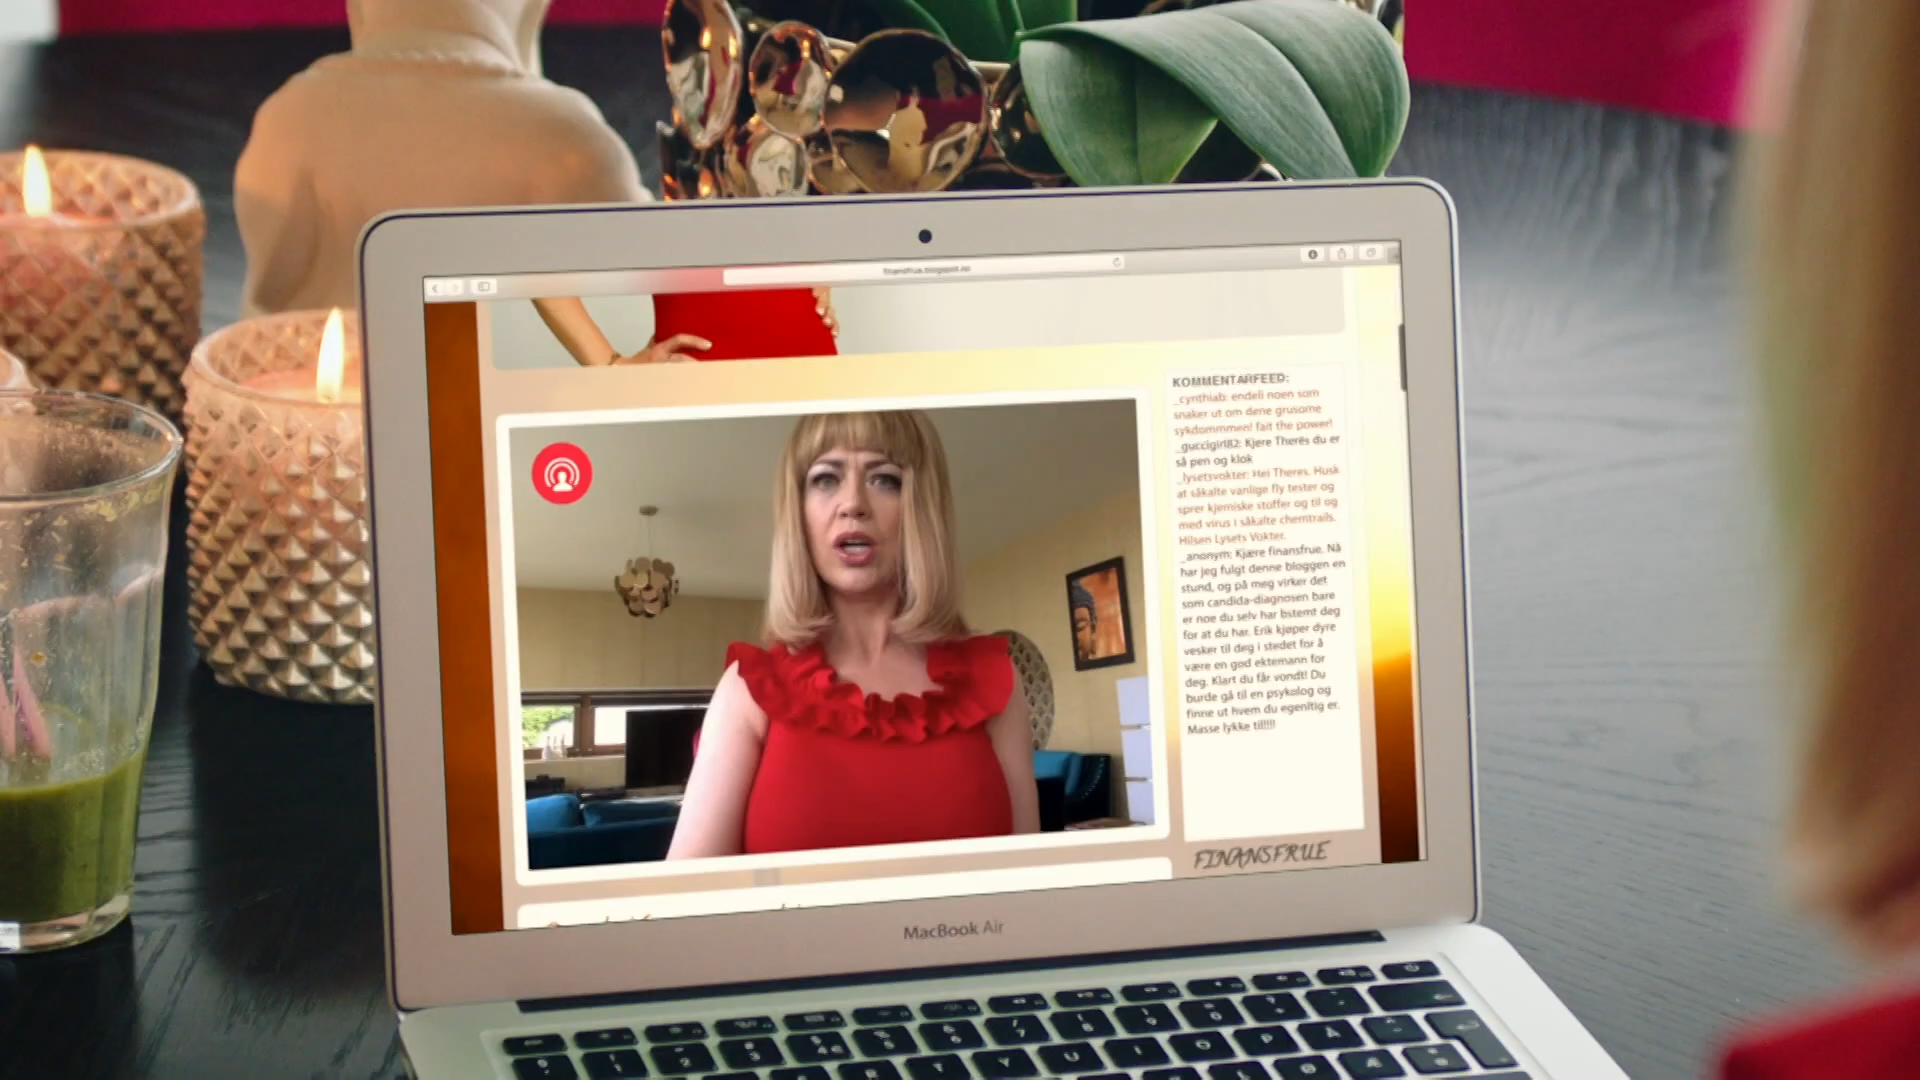 finansfrue.blogspot.no
KOMMENTARFEED:
_cynthiab: endeli noen som
snaker ut om dene grusome
sykdommmen! fait the power!
_guccigirl82: Kjere Therés du er
så pen og klok
_lysetsvokter: Hei Theres. Husk
at såkalte vanlige fly tester og
sprer kjemiske stoffer og til og
med virus i såkalte chemtrails.
Hilsen Lysets Vokter.
_anonym: Kjære finansfrue. Nå
har jeg fulgt denne bloggen en
stund, og på meg virker det
som candida-diagnosen bare
er noe du selv har bstemt deg
for at du har. Erik kjøper dyre
vesker til deg i stedet for å
være en god ektemann for
deg. Klart du får vondt! Du
burde gå til en psykolog og
finne ut hvem du egenltig er.
Masse lykke til!!!!
FINANSFRUE
MacBook Air